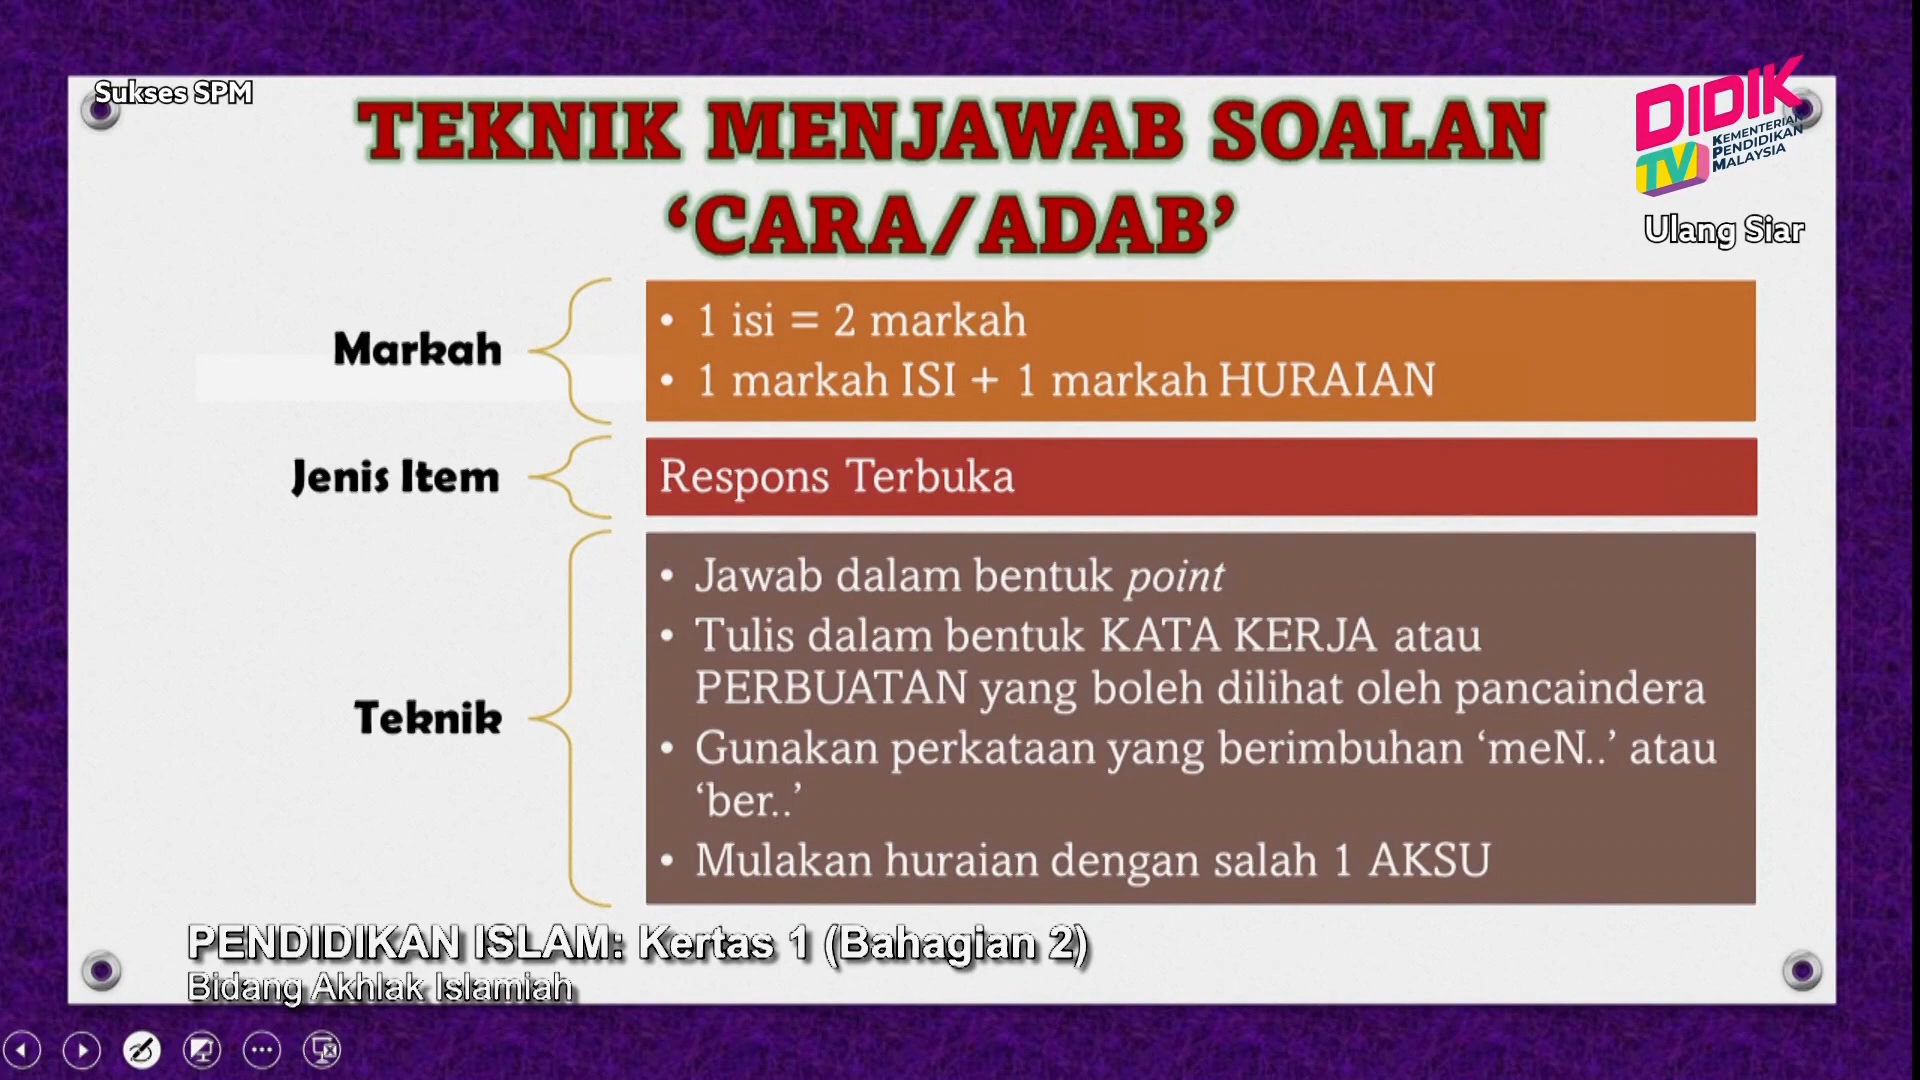 Sukses SPM
TEKNIK MENJAWAB SOALAN
‘CARA/ADAB’
DIDIK
TV
KEMENTERIAN
PENDIDIKAN
MALAYSIA
Ulang Siar
Markah
• 1 isi = 2 markah
• 1 markah ISI + 1 markah HURAIAN
Jenis Item
Respons Terbuka
Teknik
• Jawab dalam bentuk point
• Tulis dalam bentuk KATA KERJA atau
PERBUATAN yang boleh dilihat oleh pancaindera
• Gunakan perkataan yang berimbuhan ‘meN..’ atau
‘ber..’
• Mulakan huraian dengan salah 1 AKSU
PENDIDIKAN ISLAM: Kertas 1 (Bahagian 2)
Bidang Akhlak Islamiah